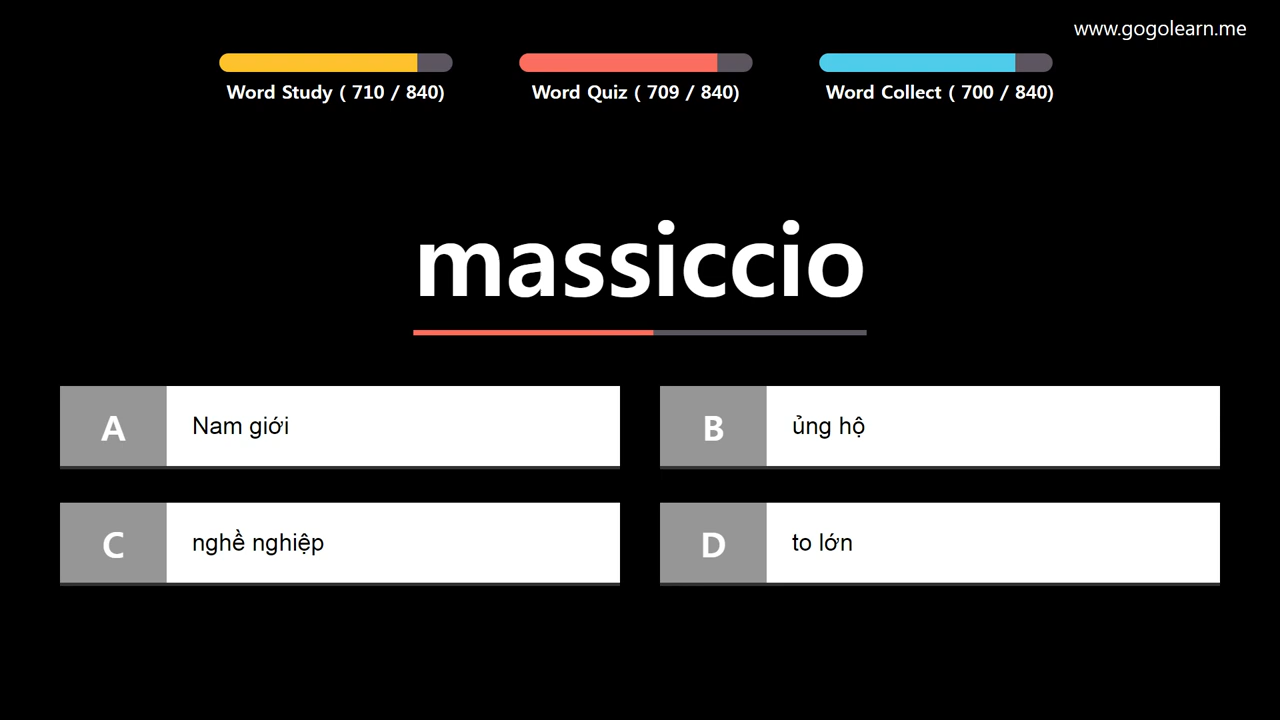 www.gogolearn.me
Word Study ( 710 / 840)
Word Quiz ( 709 / 840)
Word Collect ( 700 / 840)
massiccio
A Nam giới
B ủng hộ
C nghề nghiệp
D to lớn